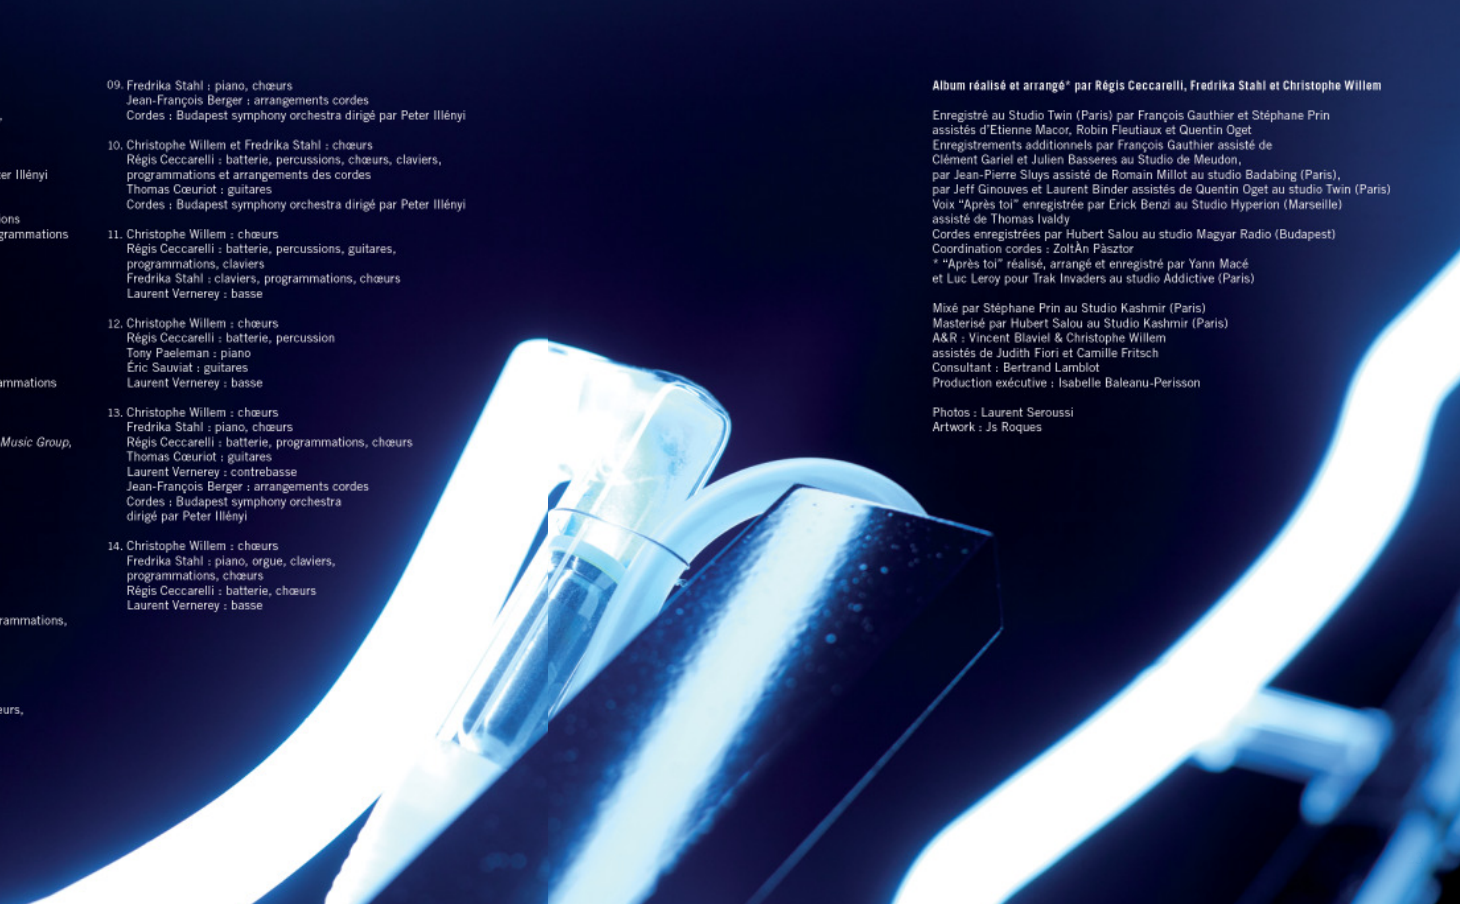 ,
er Illényi
ions
grammations
ammations
Music Group,
rammations,
eurs,
09. Fredrika Stahl : piano, chœurs
Jean-François Berger : arrangements cordes
Cordes : Budapest symphony orchestra dirigé par Peter Illényi
10. Christophe Willem et Fredrika Stahl : chœurs
Régis Ceccarelli : batterie, percussions, chœurs, claviers,
programmations et arrangements des cordes
Thomas Cœuriot : guitares
Cordes : Budapest symphony orchestra dirigé par Peter Illényi
11. Christophe Willem : chœurs
Régis Ceccarelli : batterie, percussions, guitares,
programmations, claviers
Fredrika Stahl : claviers, programmations, chœurs
Laurent Vernerey : basse
12. Christophe Willem : chœurs
Régis Ceccarelli : batterie, percussion
Tony Paeleman : piano
Éric Sauviat : guitares
Laurent Vernerey : basse
13. Christophe Willem : chœurs
Fredrika Stahl : piano, chœurs
Régis Ceccarelli : batterie, programmations, chœurs
Thomas Cœuriot : guitares
Laurent Vernerey : contrebasse
Jean-François Berger : arrangements cordes
Cordes : Budapest symphony orchestra
dirigé par Peter Illényi
14. Christophe Willem : chœurs
Fredrika Stahl : piano, orgue, claviers,
programmations, chœurs
Régis Ceccarelli : batterie, chœurs
Laurent Vernerey : basse
Album réalisé et arrangé* par Régis Ceccarelli, Fredrika Stahl et Christophe Willem
Enregistré au Studio Twin (Paris) par François Gauthier et Stéphane Prin
assistés d'Etienne Macor, Robin Fleutiaux et Quentin Oget
Enregistrements additionnels par François Gauthier assisté de
Clément Gariel et Julien Basseres au Studio de Meudon,
par Jean-Pierre Sluys assisté de Romain Millot au studio Badabing (Paris),
par Jeff Ginouves et Laurent Binder assistés de Quentin Oget au studio Twin (Paris)
Voix “Après toi” enregistrée par Erick Benzi au Studio Hyperion (Marseille)
assisté de Thomas Ivaldy
Cordes enregistrées par Hubert Salou au studio Magyar Radio (Budapest)
Coordination cordes : ZoltÀn Pàsztor
* “Après toi” réalisé, arrangé et enregistré par Yann Macé
et Luc Leroy pour Trak Invaders au studio Addictive (Paris)
Mixé par Stéphane Prin au Studio Kashmir (Paris)
Masterisé par Hubert Salou au Studio Kashmir (Paris)
A&R : Vincent Blaviel & Christophe Willem
assistés de Judith Fiori et Camille Fritsch
Consultant : Bertrand Lamblot
Production exécutive : Isabelle Baleanu-Perisson
Photos : Laurent Seroussi
Artwork : Js Roques